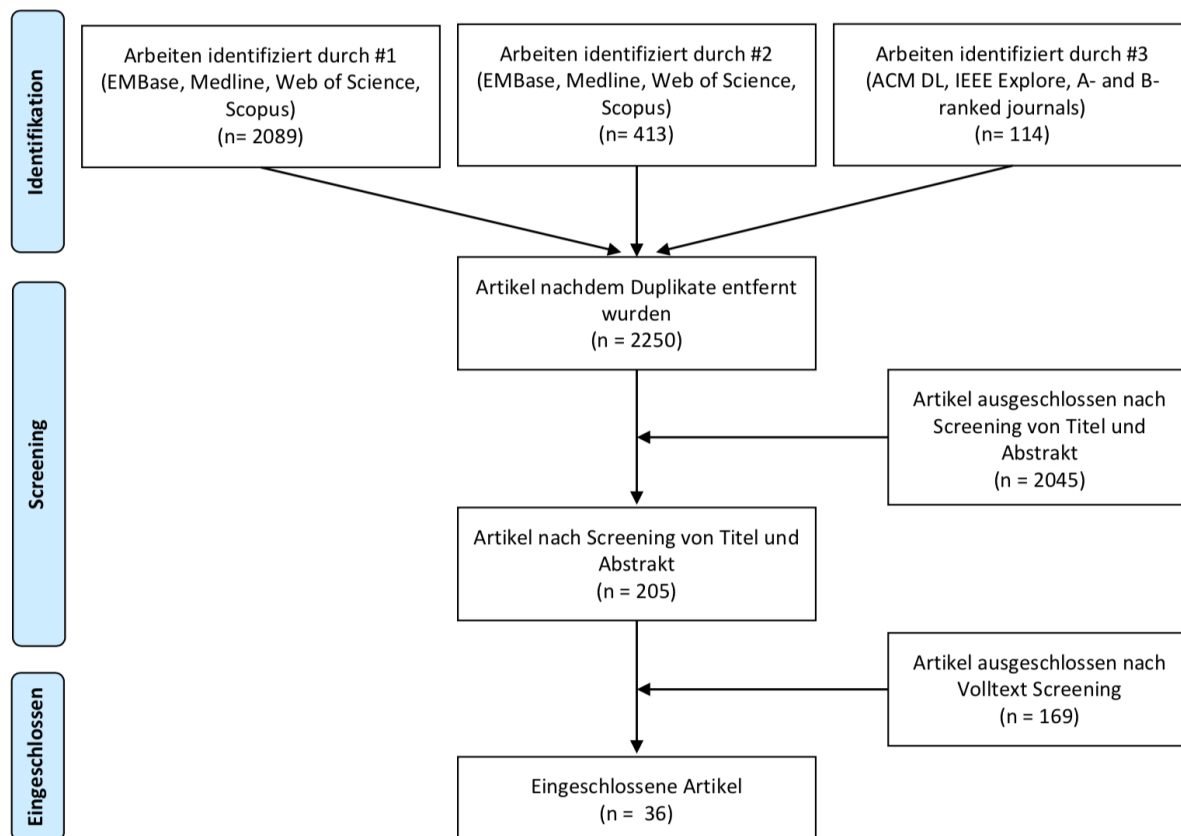 Identifikation
Arbeiten identifiziert durch #1
(EMBase, Medline, Web of Science,
Scopus)
(n= 2089)
Arbeiten identifiziert durch #2
(EMBase, Medline, Web of Science,
Scopus)
(n= 413)
Arbeiten identifiziert durch #3
(ACM DL, IEEE Explore, A- and B-
ranked journals)
(n= 114)
Screening
Artikel nachdem Duplikate entfernt
wurden
(n = 2250)
Artikel ausgeschlossen nach
Screening von Titel und
Abstrakt
(n = 2045)
Artikel nach Screening von Titel und
Abstrakt
(n = 205)
Eingeschlossen
Artikel ausgeschlossen nach
Volltext Screening
(n = 169)
Eingeschlossene Artikel
(n = 36)